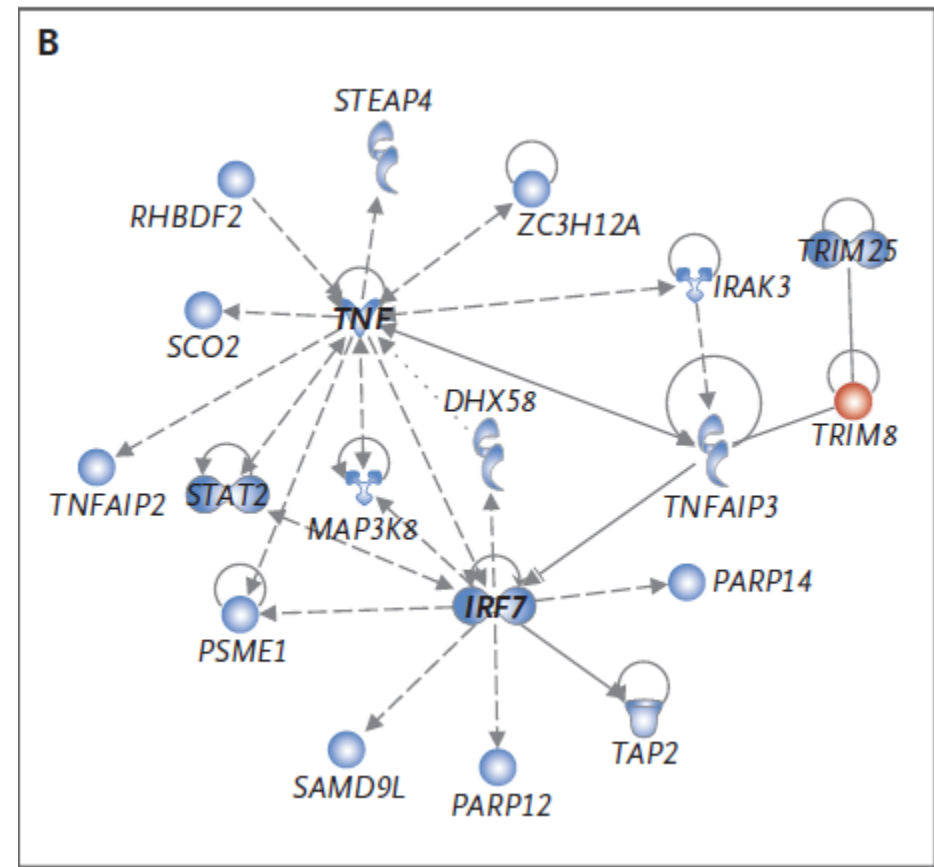 B
STEAP4
RHBDF2
ZC3H12A
TRIM25
IRAK3
TNF
SCO2
DHX58
TRIM8
TNFAIP2
STAT2
MAP3K8
TNFAIP3
PARP14
IRF7
PSME1
TAP2
SAMD9L
PARP12